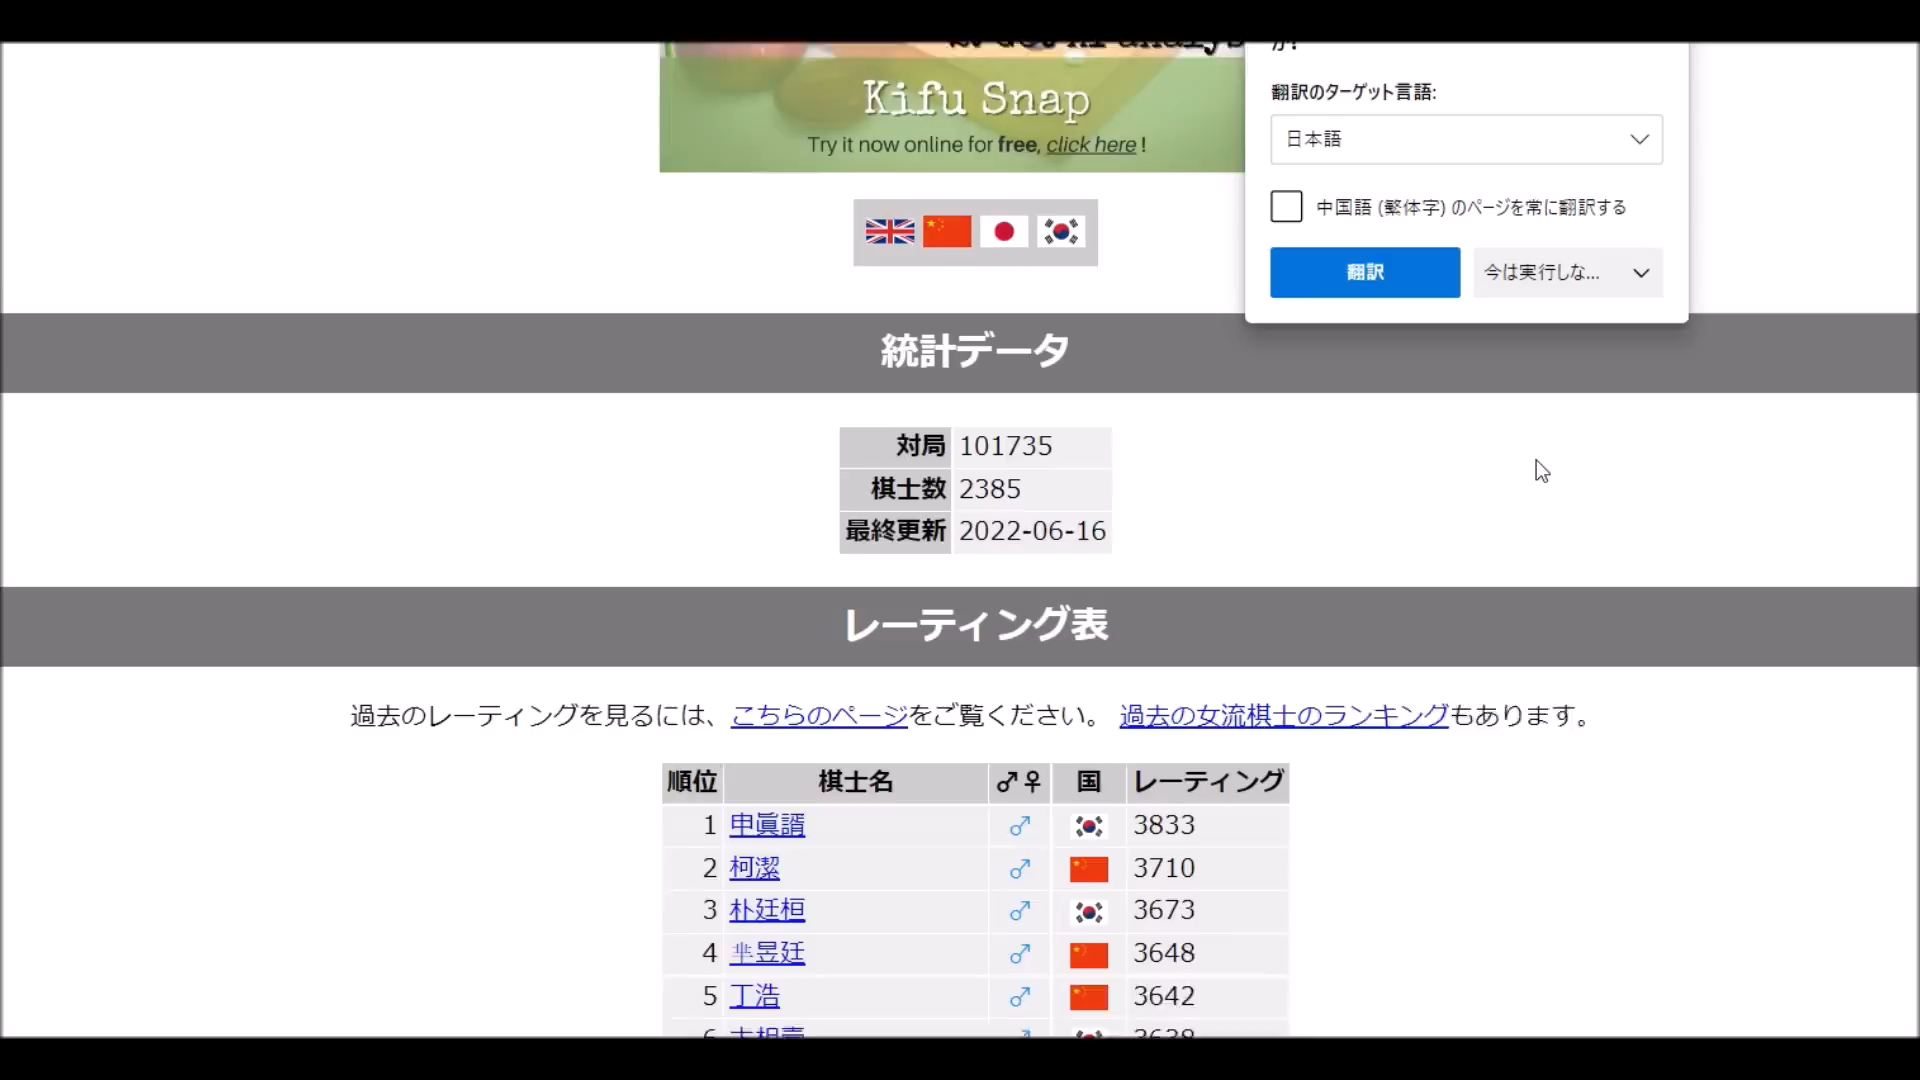 Kifu Snap
Try it now online for free, click here !
か?
翻訳のターゲット言語:
日本語
中国語 (繁体字) のページを常に翻訳する
翻訳
今は実行しな...
統計データ
対局 101735
棋士数 2385
最終更新 2022-06-16
レーティング表
過去のレーティングを見るには、こちらのページをご覧ください。 過去の女流棋士のランキングもあります。
順位 棋士名 ♂♀ 国 レーティング
1 申眞諝 ♂ 3833
2 柯潔 ♂ 3710
3 朴廷桓 ♂ 3673
4 芈昱廷 ♂ 3648
5 丁浩 ♂ 3642